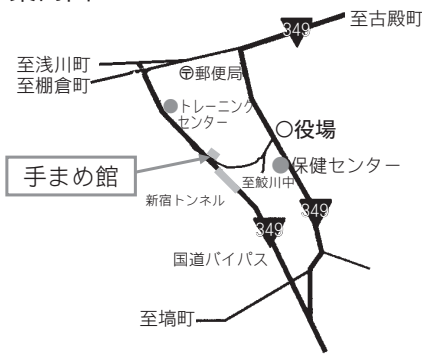 至古殿町
349
至浅川町
至棚倉町
〶郵便局
トレーニング
センター
○役場
保健センター
手まめ館
至鮫川中
新宿トンネル
349
349
国道バイパス
至塙町